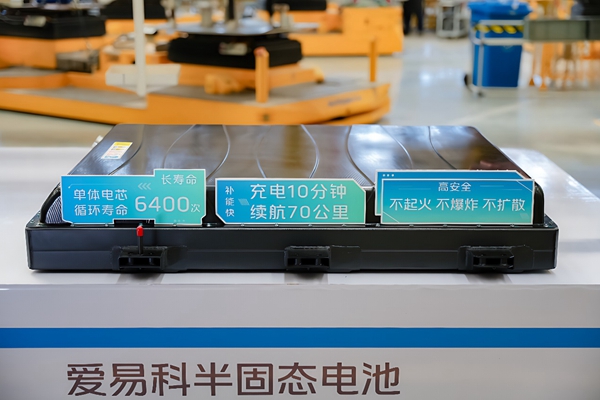 长寿命
单体电芯
循环寿命 6400次
补能快
充电10分钟
续航70公里
高安全
不起火 不爆炸 不扩散
爱易科半固态电池